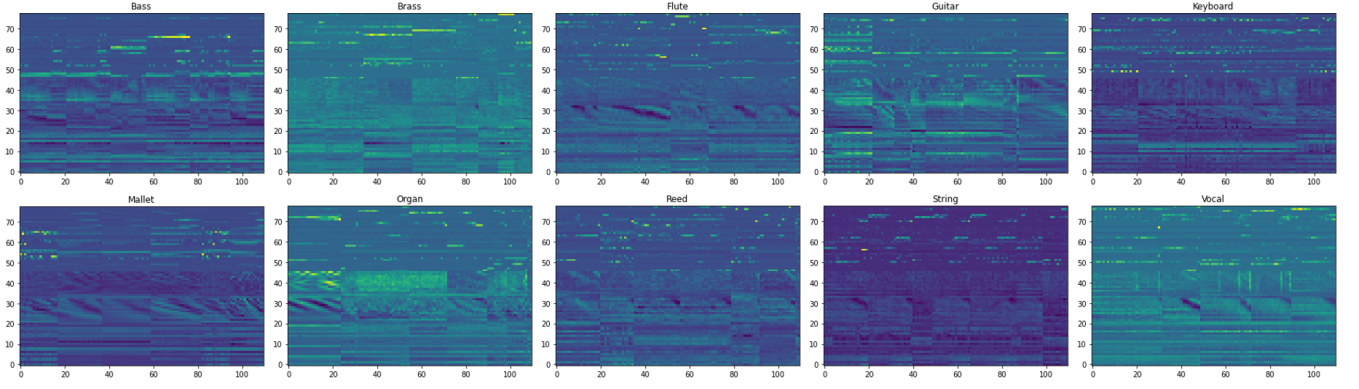 Bass Brass Flute Guitar Keyboard
70 70 70 70 70
60 60 60 60 60
50 50 50 50 50
40 40 40 40 40
30 30 30 30 30
20 20 20 20 20
10 10 10 10 10
0 0 0 0 0
0 20 40 60 80 100 0 20 40 60 80 100 0 20 40 60 80 100 0 20 40 60 80 100 0 20 40 60 80 100
Mallet Organ Reed String Vocal
70 70 70 70 70
60 60 60 60 60
50 50 50 50 50
40 40 40 40 40
30 30 30 30 30
20 20 20 20 20
10 10 10 10 10
0 0 0 0 0
0 20 40 60 80 100 0 20 40 60 80 100 0 20 40 60 80 100 0 20 40 60 80 100 0 20 40 60 80 100